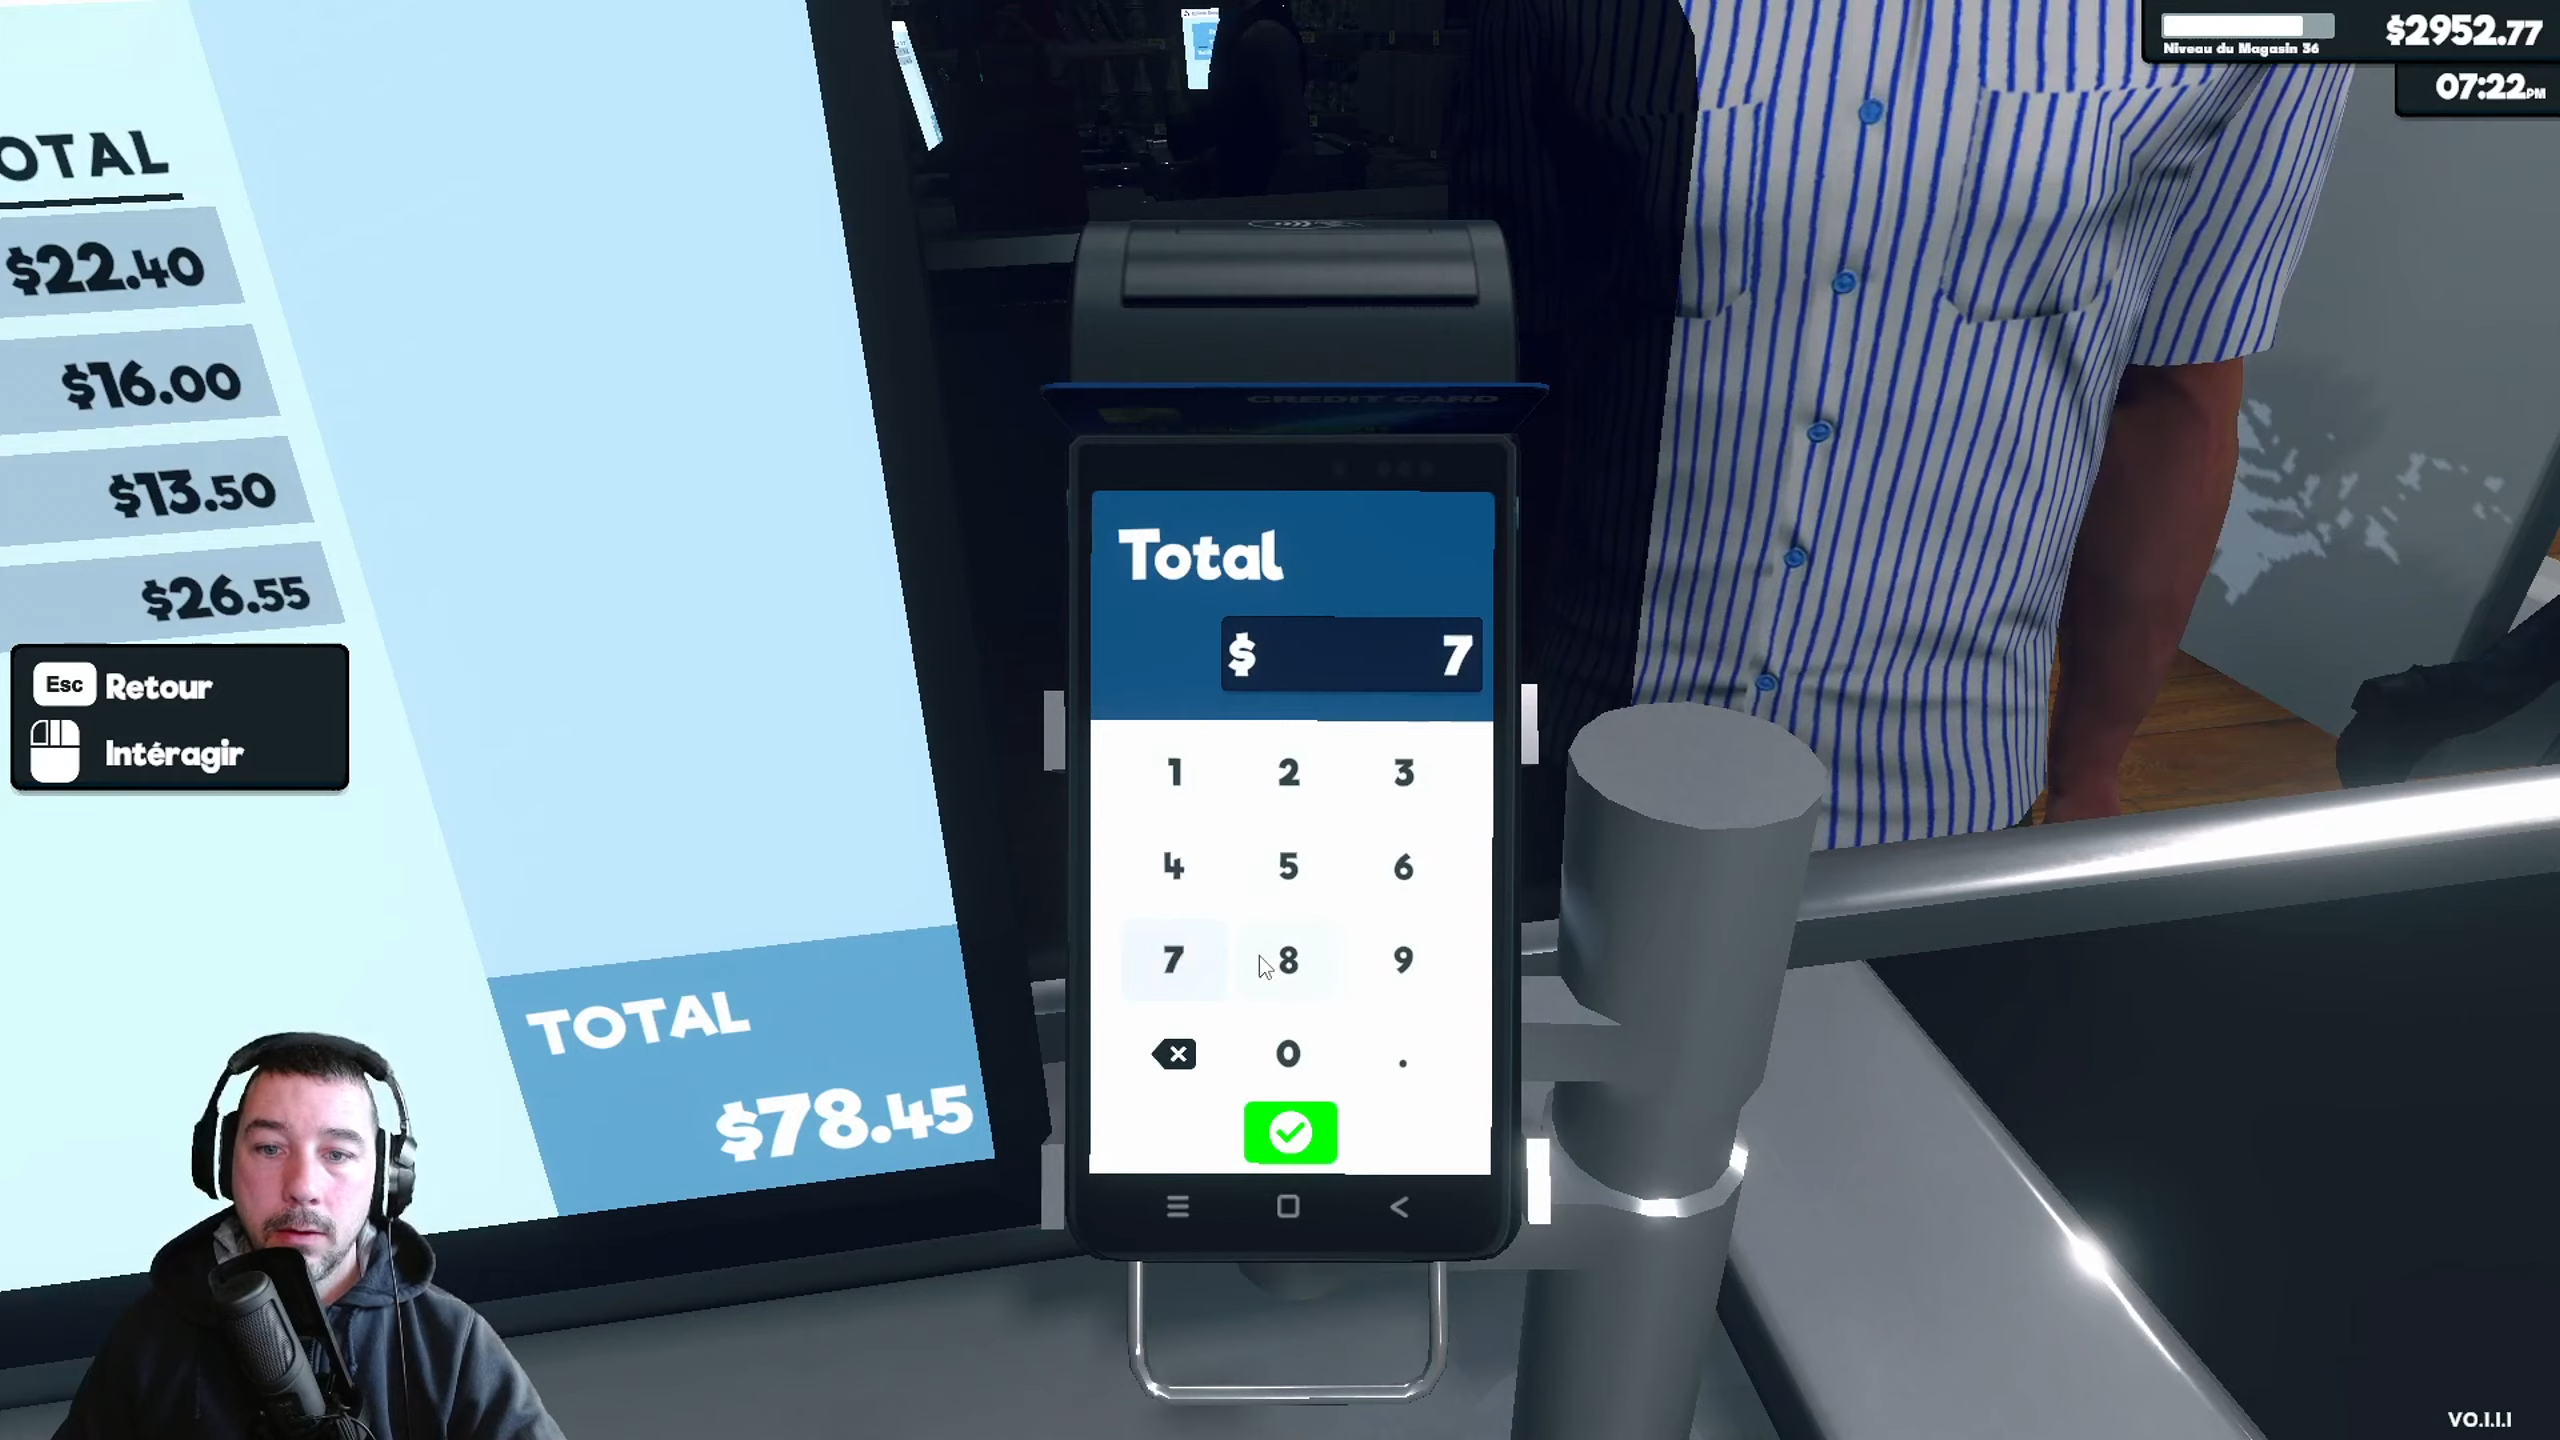 $2952.77
Niveau du Magasin 36
07:22PM
OTAL
$22.40
$16.00
$13.50
$26.55
Esc Retour
Intéragir
TOTAL
$78.45
CREDIT CARD
Total
$ 7
1 2 3
4 5 6
7 8 9
0 .
V0.1.1.1